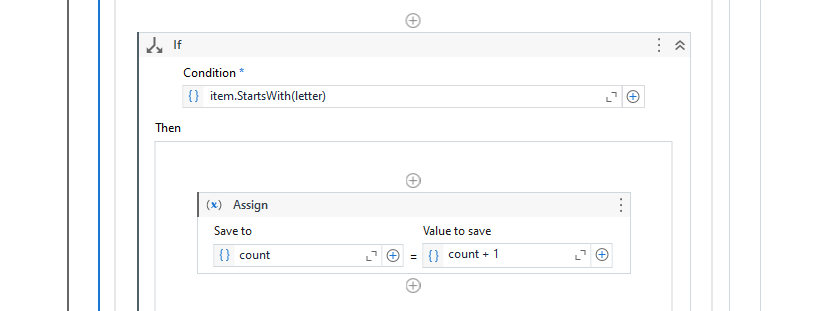 If
Condition *
{} item.StartsWith(letter)
Then
(x) Assign
Save to Value to save
{} count = {} count + 1